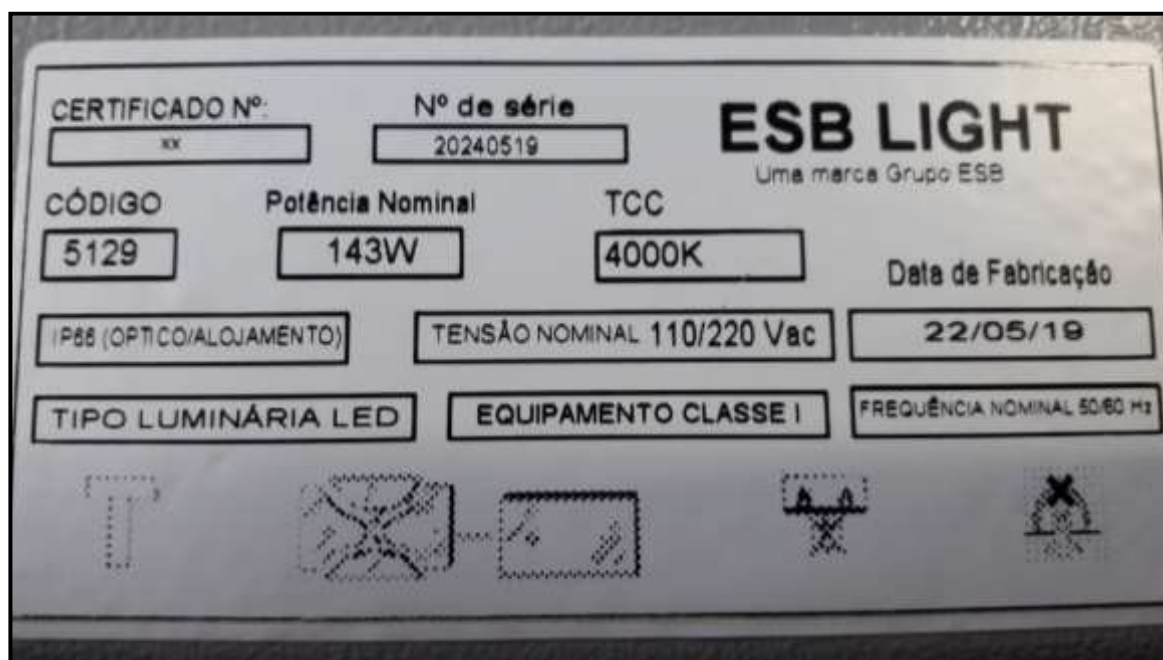 CERTIFICADO Nº:
xx
Nº de série
20240519
ESB LIGHT
Uma marca Grupo ESB
CÓDIGO
5129
Potência Nominal
143W
TCC
4000K
Data de Fabricação
22/05/19
IP66 (OPTICO/ALOJAMENTO)
TENSÃO NOMINAL 110/220 Vac
TIPO LUMINÁRIA LED
EQUIPAMENTO CLASSE I
FREQUÊNCIA NOMINAL 50/60 Hz
T